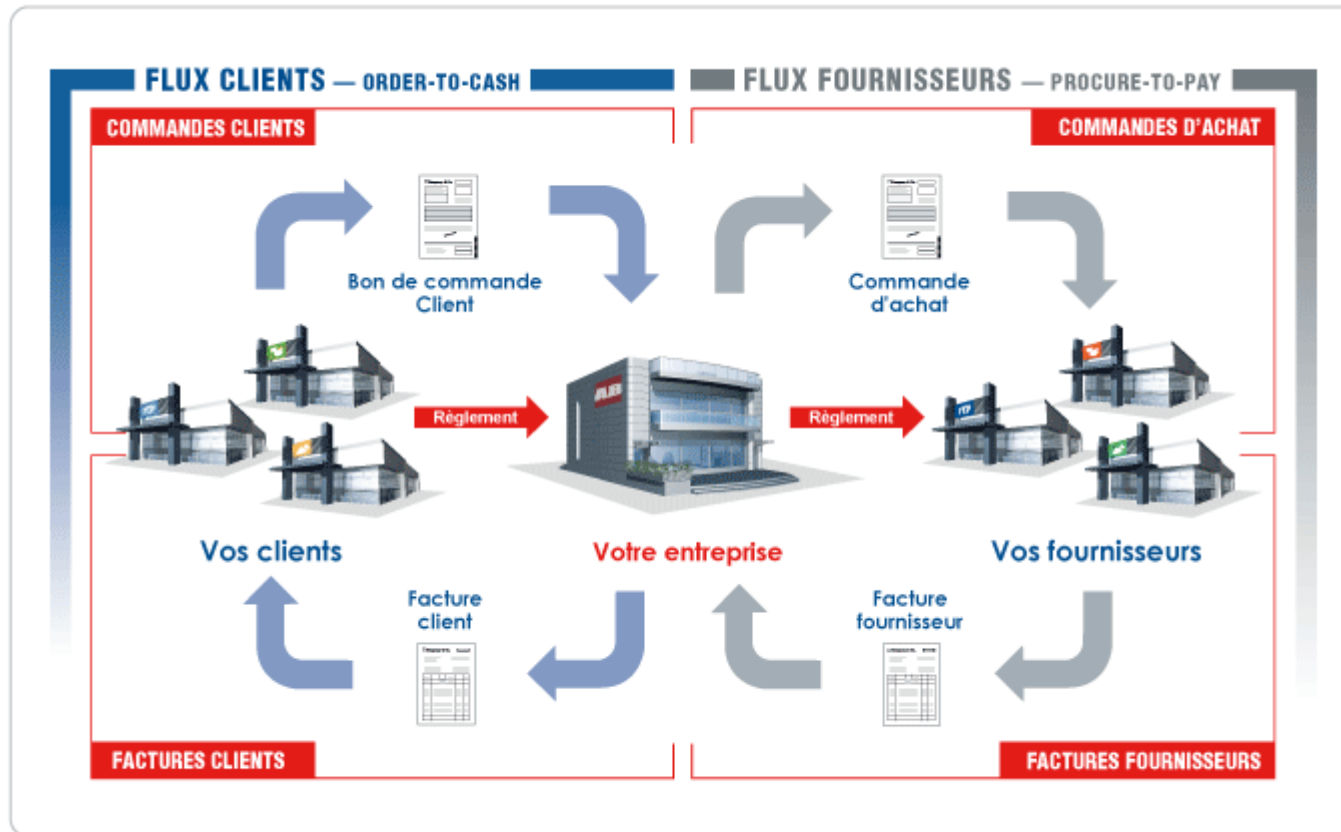 FLUX CLIENTS — ORDER-TO-CASH
FLUX FOURNISSEURS — PROCURE-TO-PAY
COMMANDES CLIENTS
COMMANDES D'ACHAT
Bon de commande
Client
Commande
d'achat
Règlement
Règlement
Vos clients
Votre entreprise
Vos fournisseurs
Facture
client
Facture
fournisseur
FACTURES CLIENTS
FACTURES FOURNISSEURS